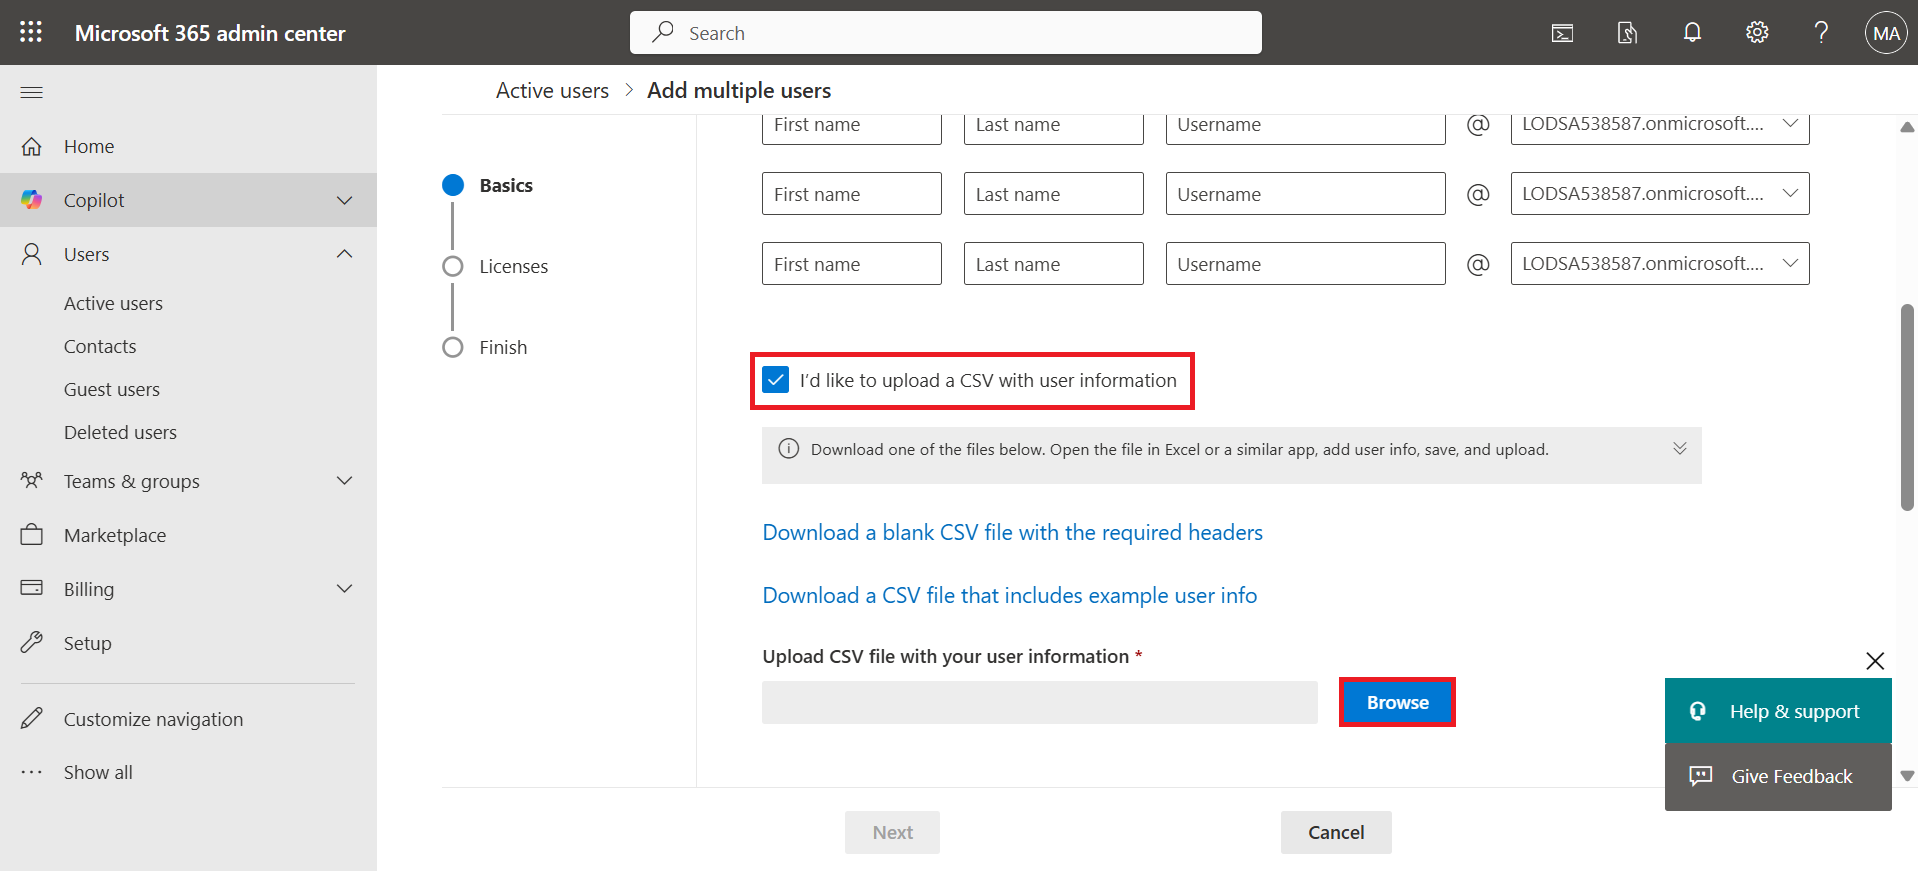 Microsoft 365 admin center
Search
MA
Active users > Add multiple users
Home
Copilot
Users
Active users
Contacts
Guest users
Deleted users
Teams & groups
Marketplace
Billing
Setup
Customize navigation
Show all
Basics
Licenses
Finish
First name Last name Username @ LODSA538587.onmicrosoft....
First name Last name Username @ LODSA538587.onmicrosoft....
First name Last name Username @ LODSA538587.onmicrosoft....
I’d like to upload a CSV with user information
Download one of the files below. Open the file in Excel or a similar app, add user info, save, and upload.
Download a blank CSV file with the required headers
Download a CSV file that includes example user info
Upload CSV file with your user information *
Browse
Help & support
Give Feedback
Next
Cancel